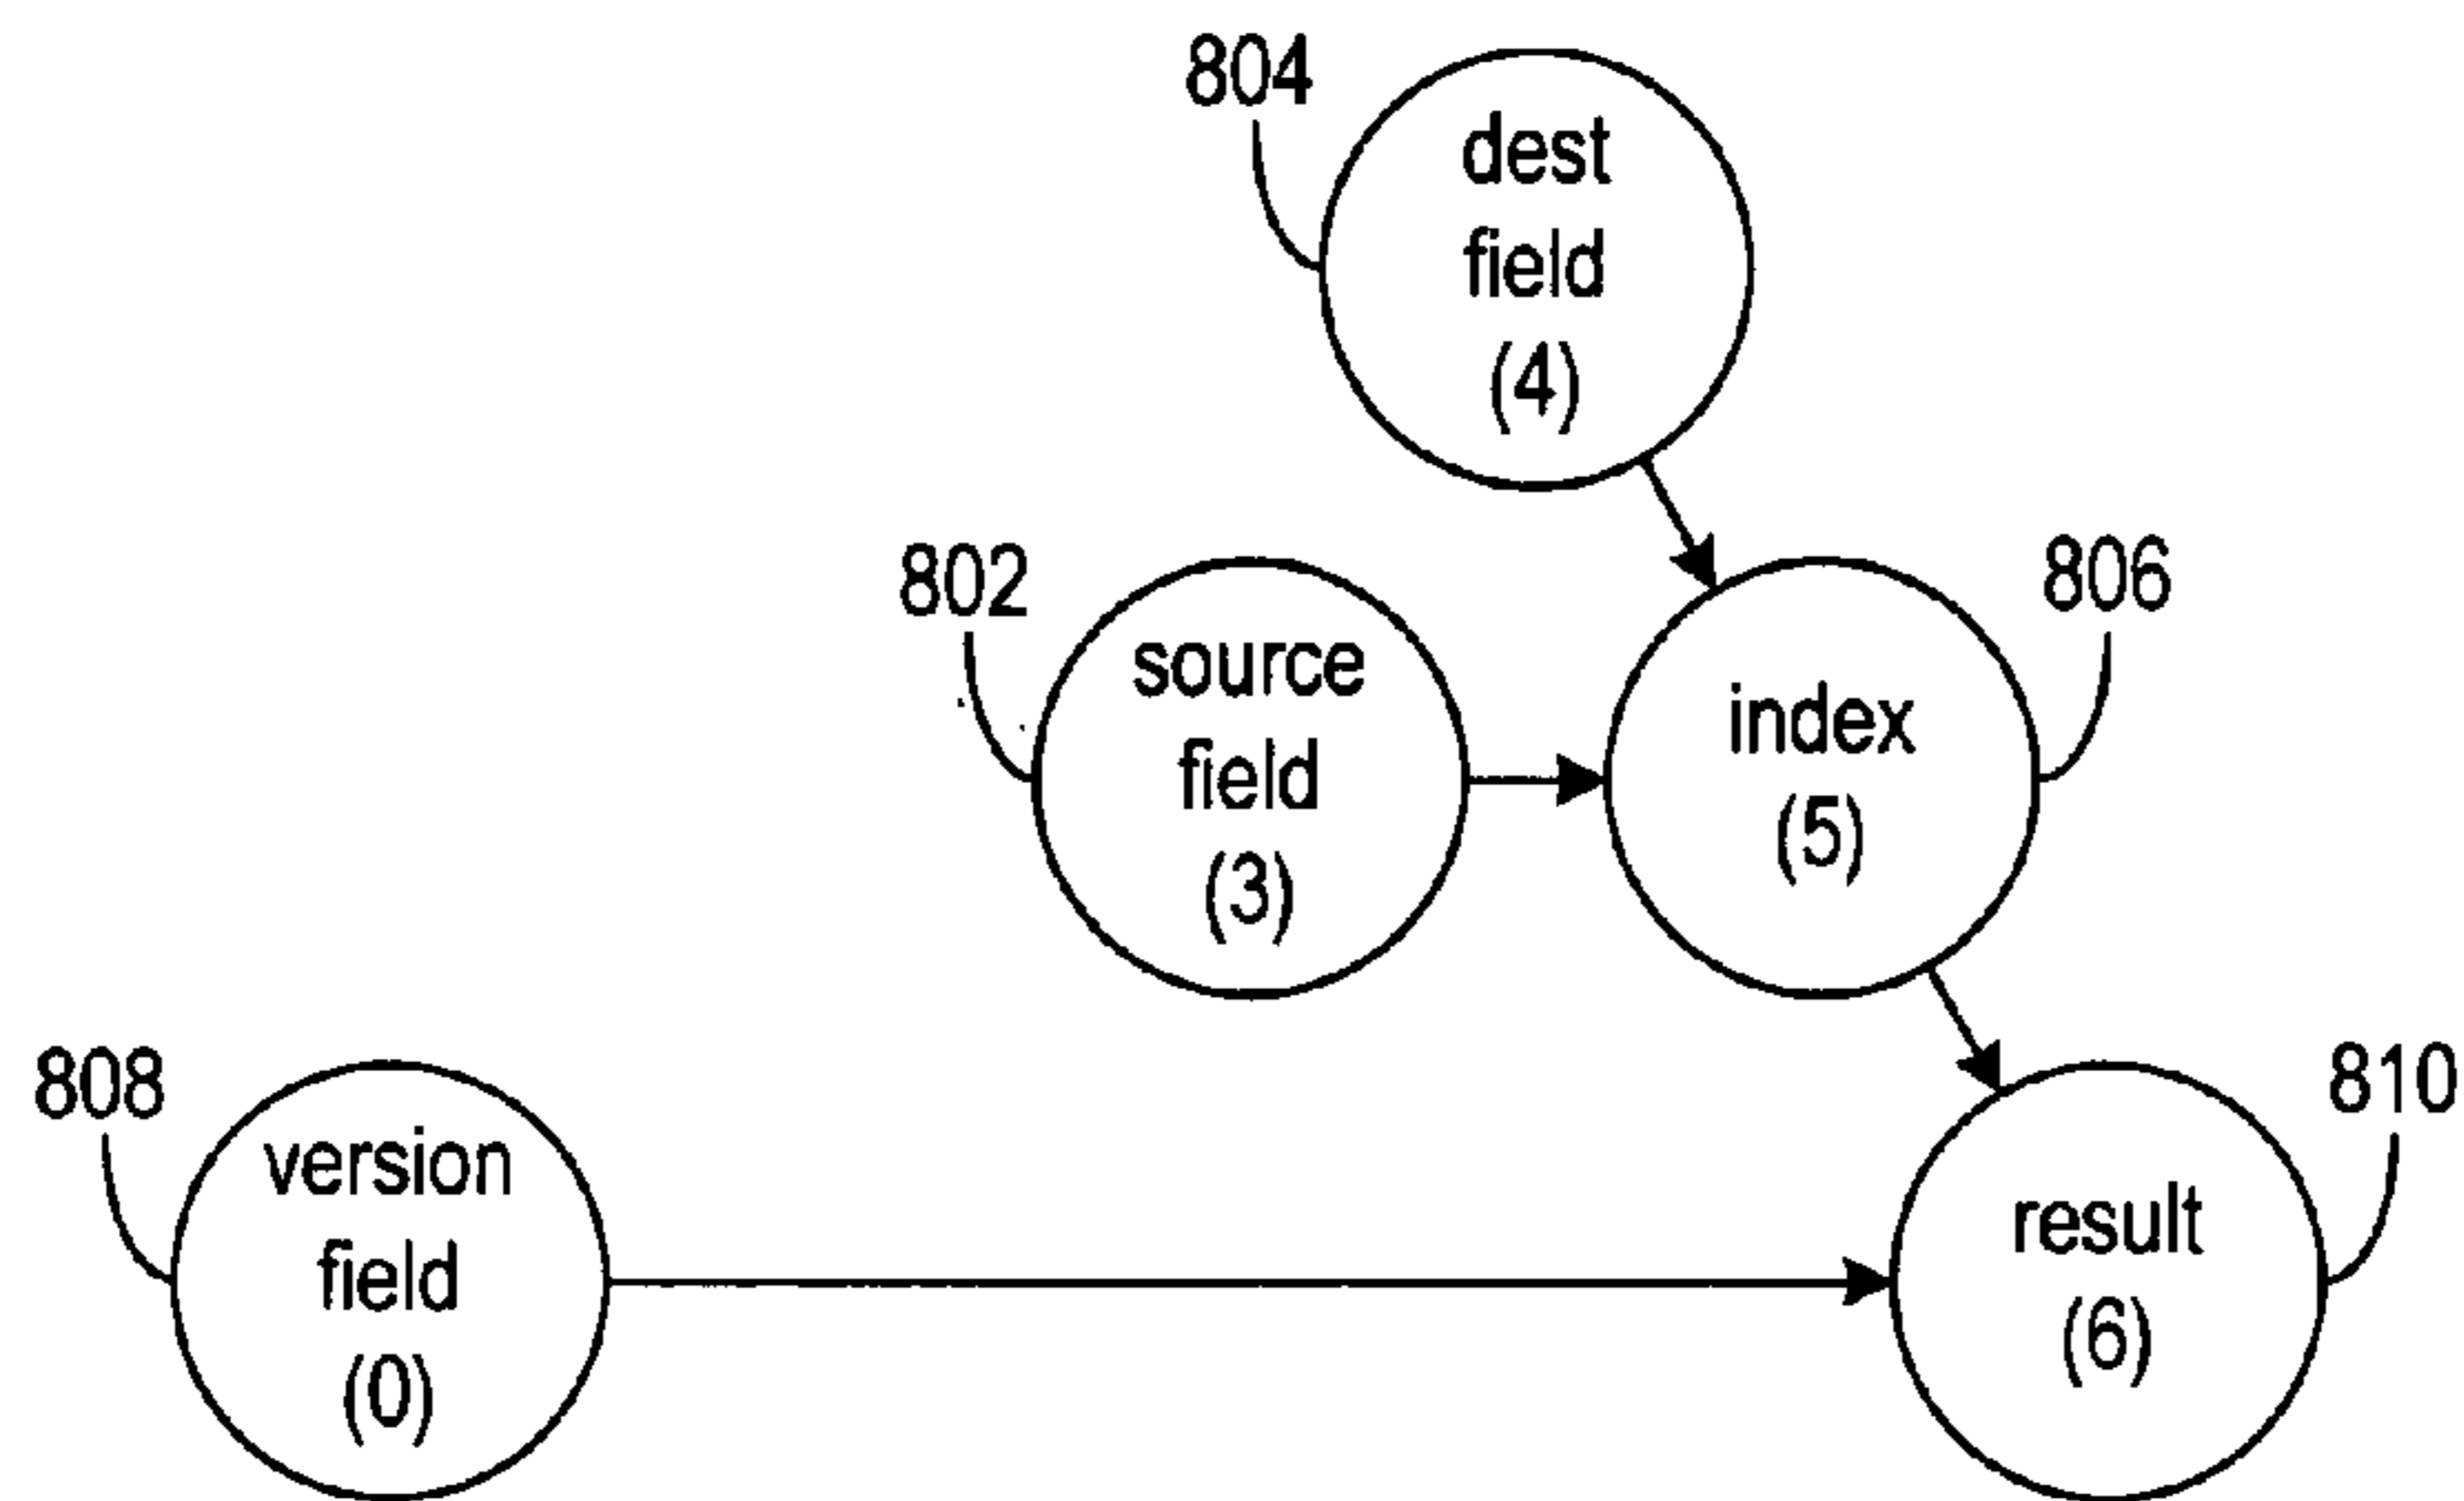 804
dest
field
(4)
802
source
field
(3)
806
index
(5)
808
version
field
(0)
810
result
(6)